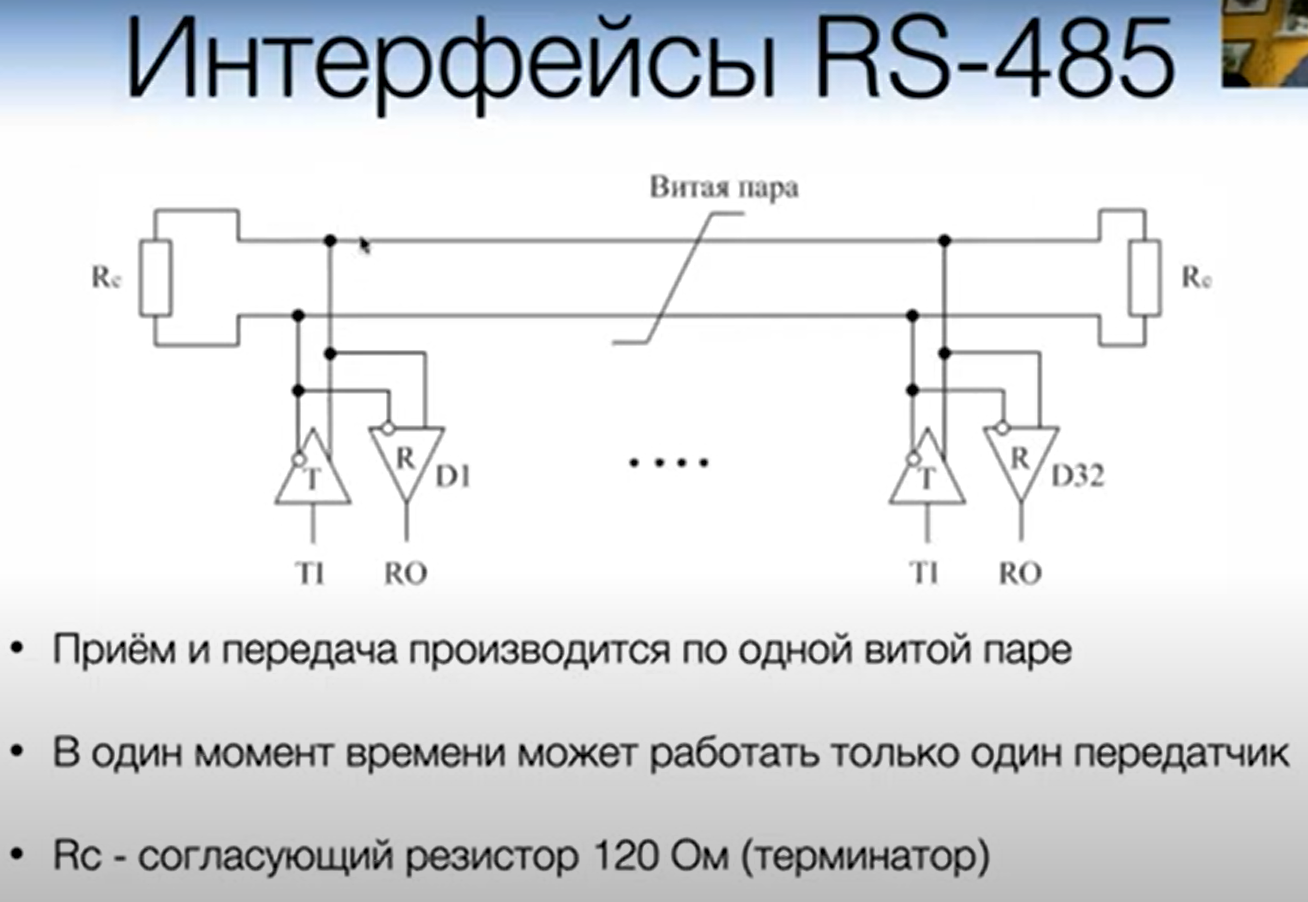 Интерфейсы RS-485
Витая пара
Rc
Rc
T
R
D1
T
R
D32
TI
RO
TI
RO
• Приём и передача производится по одной витой паре
• В один момент времени может работать только один передатчик
• Rc - согласующий резистор 120 Ом (терминатор)